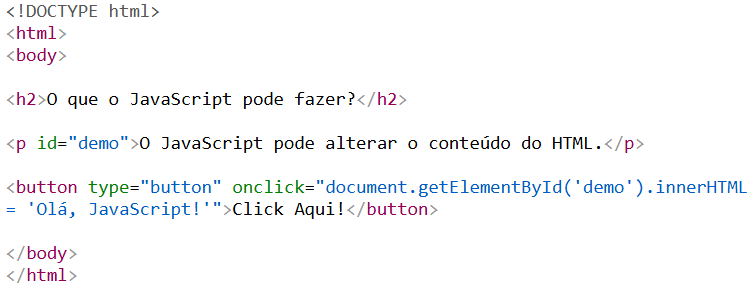 <!DOCTYPE html>
<html>
<body>
<h2>O que o JavaScript pode fazer?</h2>
<p id="demo">O JavaScript pode alterar o conteúdo do HTML.</p>
<button type="button" onclick="document.getElementById('demo').innerHTML
= 'Olá, JavaScript!'">Click Aqui!</button>
</body>
</html>